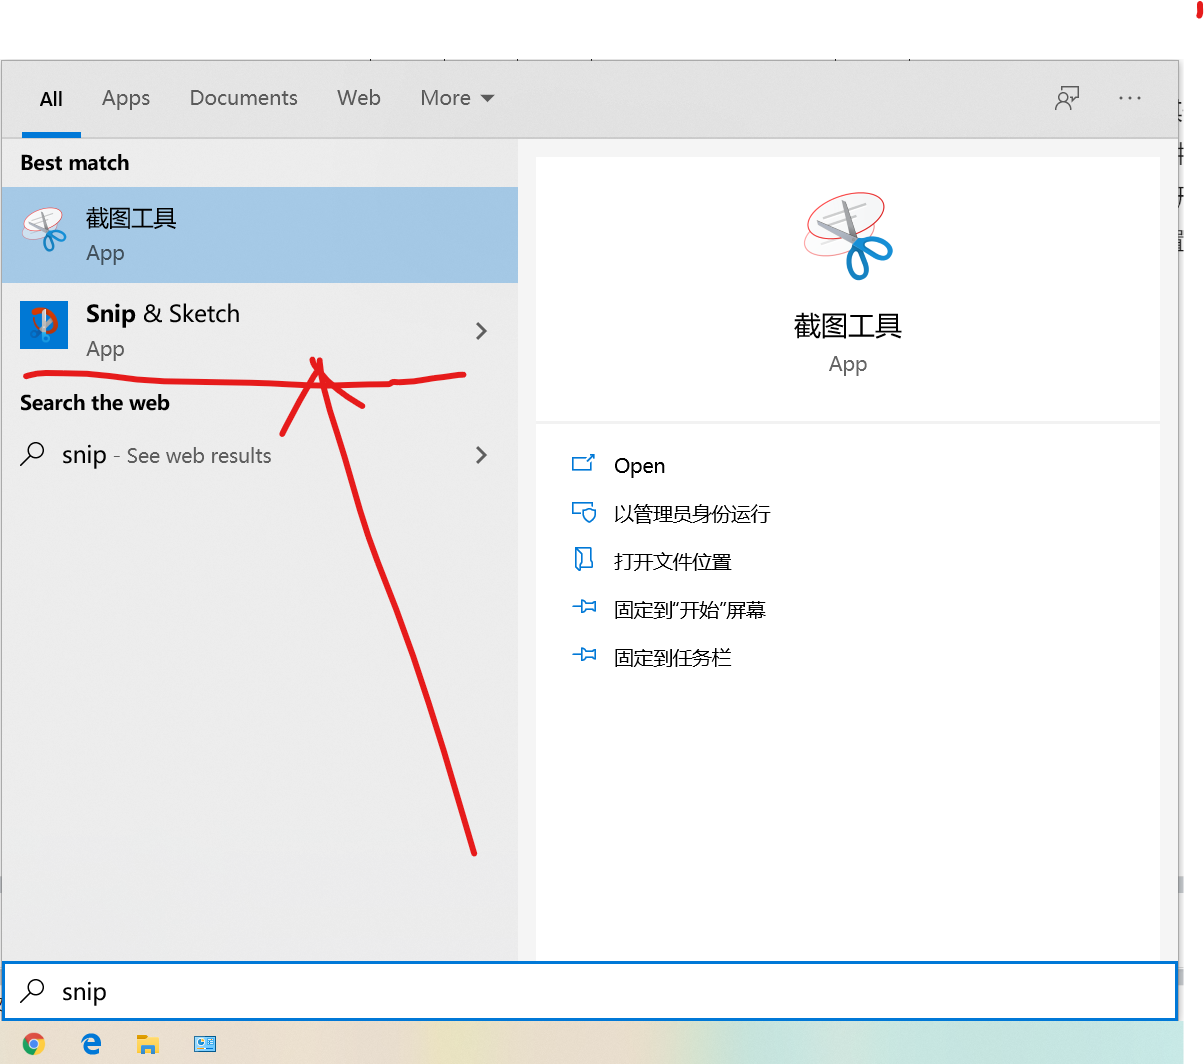 All Apps Documents Web More
Best match
截图工具
App
Snip & Sketch
App
Search the web
snip - See web results
截图工具
App
Open
以管理员身份运行
打开文件位置
固定到“开始”屏幕
固定到任务栏
snip